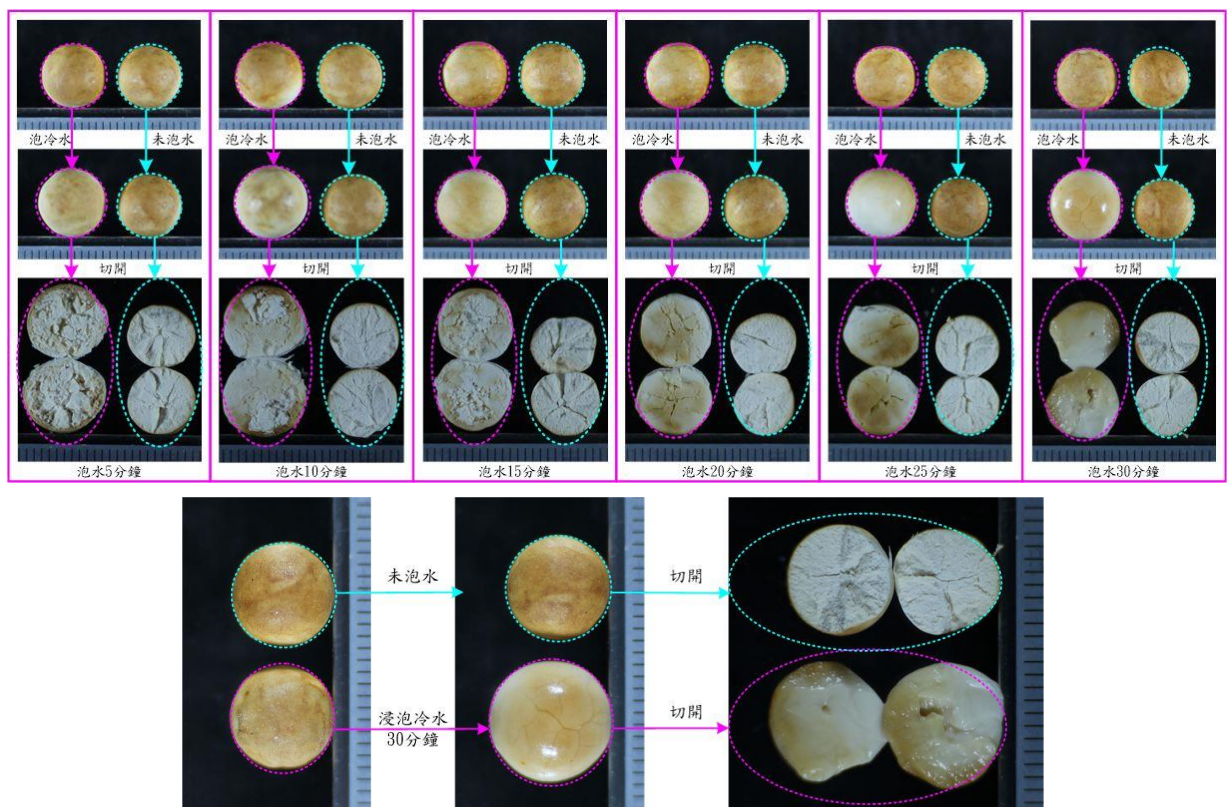 泡冷水 未泡水 泡冷水 未泡水 泡冷水 未泡水 泡冷水 未泡水 泡冷水 未泡水 泡冷水 未泡水
切開 切開 切開 切開 切開 切開
泡水5分鐘 泡水10分鐘 泡水15分鐘 泡水20分鐘 泡水25分鐘 泡水30分鐘
未泡水 切開
浸泡冷水 切開
30分鐘